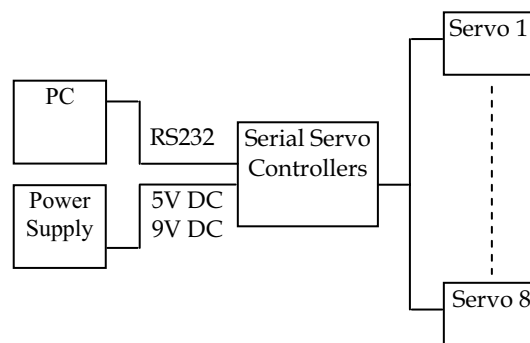 PC
RS232
Power
Supply
5V DC
9V DC
Serial Servo
Controllers
Servo 1
Servo 8